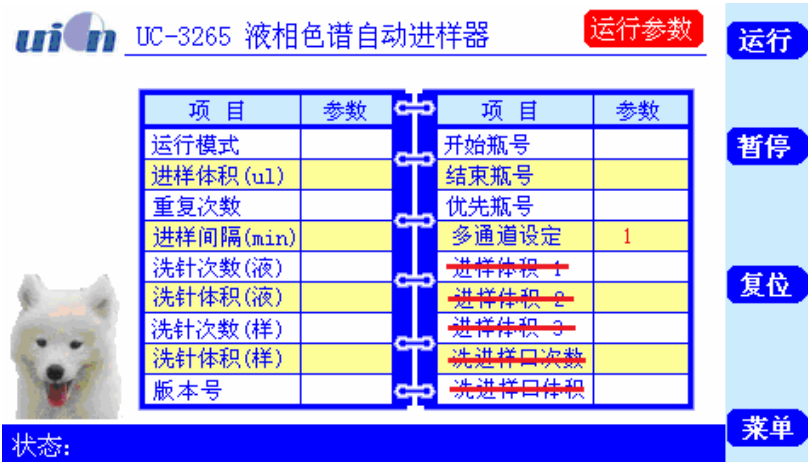 union
UC-3265 液相色谱自动进样器
运行参数
运行
暂停
复位
菜单
项 目 参数
运行模式
进样体积(ul)
重复次数
进样间隔(min)
洗针次数(液)
洗针体积(液)
洗针次数(样)
洗针体积(样)
版本号
项 目 参数
开始瓶号
结束瓶号
优先瓶号
多通道设定 1
进样体积 1
进样体积 2
进样体积 3
洗进样口次数
洗进样口体积
状态: